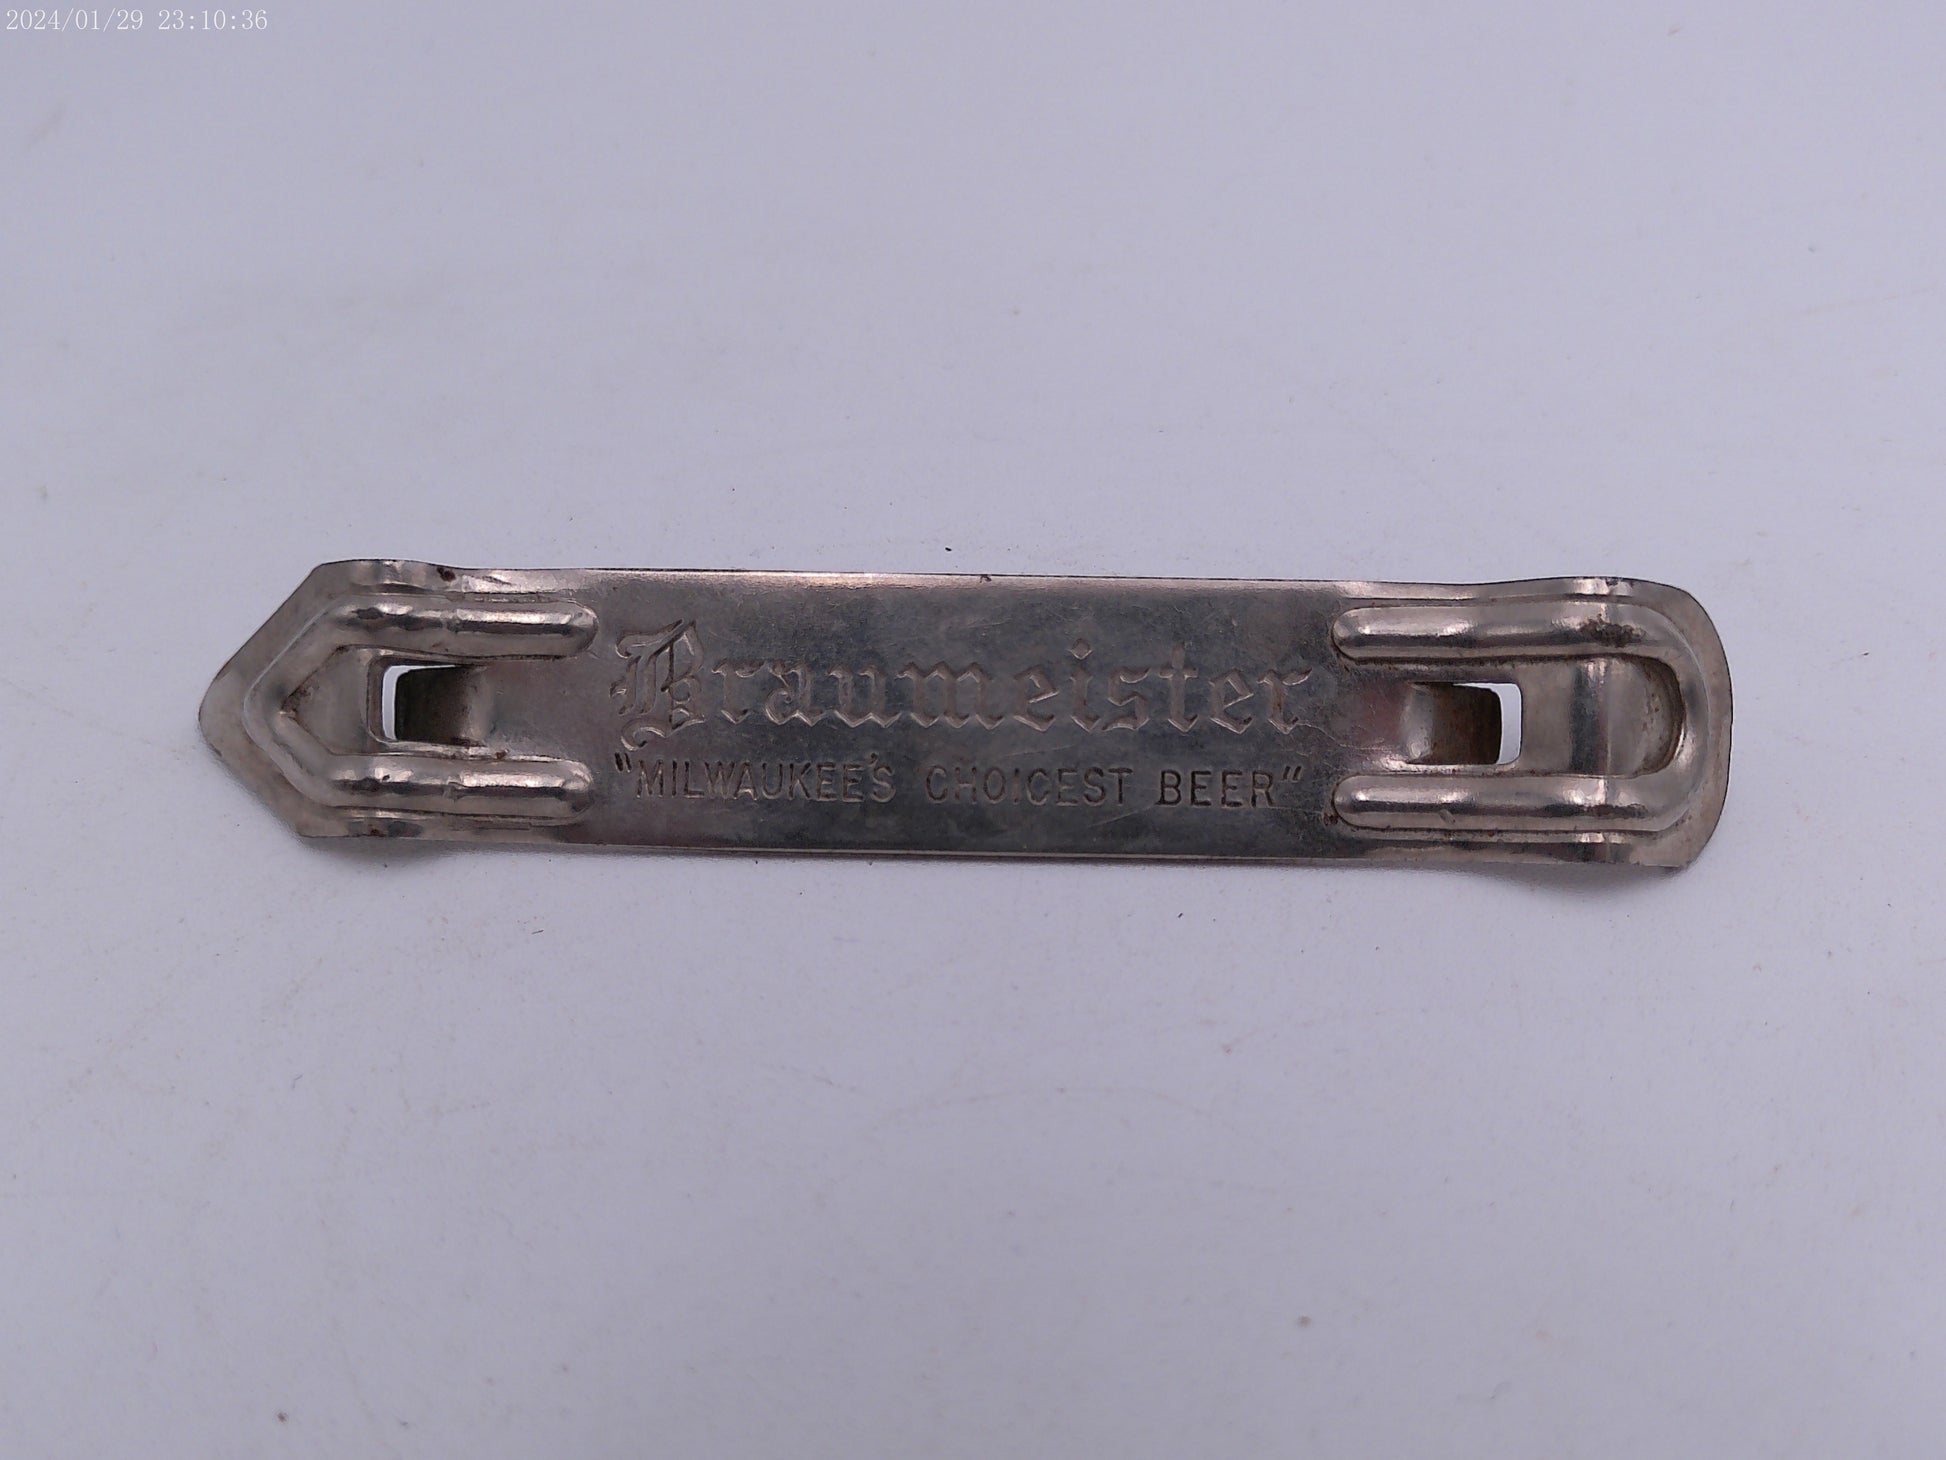 2024/01/29 23:10:36
Braumeister
"MILWAUKEE'S CHOICEST BEER"